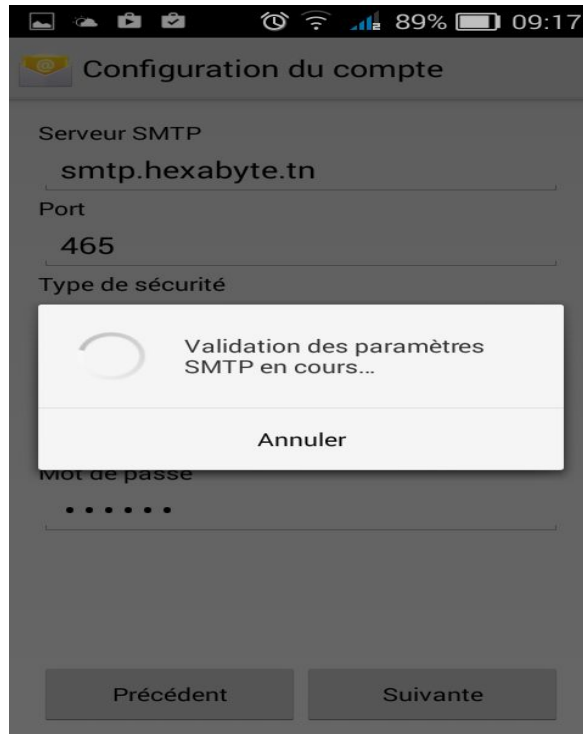 89% 09:17
Configuration du compte
Serveur SMTP
smtp.hexabyte.tn
Port
465
Type de sécurité
Validation des paramètres
SMTP en cours...
Annuler
Mot de passe
Précédent
Suivante